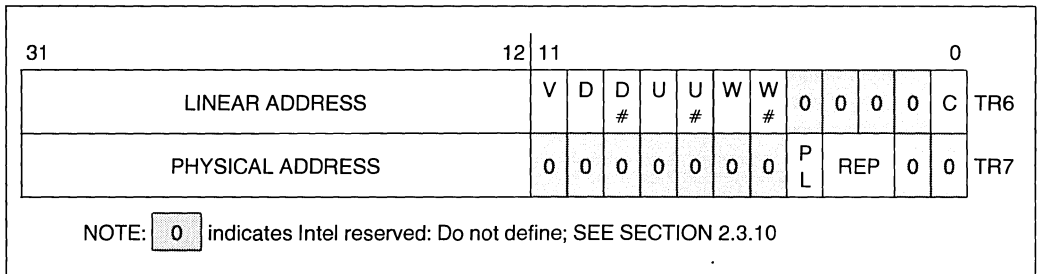 31 12 11 0
LINEAR ADDRESS V D D# U U# W W# 0 0 0 0 C TR6
PHYSICAL ADDRESS 0 0 0 0 0 0 0 PL REP 0 0 TR7
NOTE: 0 indicates Intel reserved: Do not define; SEE SECTION 2.3.10